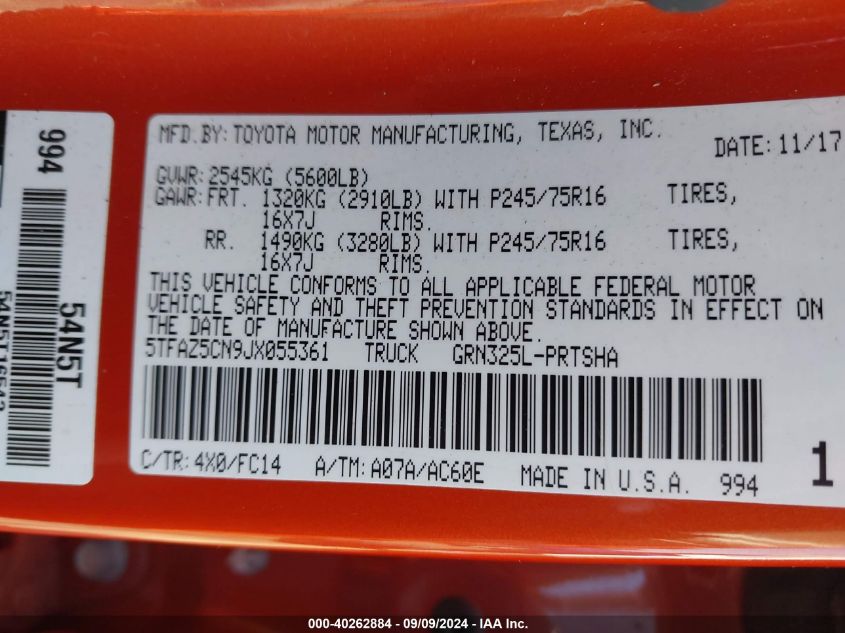 MFD.BY: TOYOTA MOTOR MANUFACTURING, TEXAS, INC.
DATE: 11/17
GVWR: 2545KG (5600LB)
GAWR: FRT. 1320KG (2910LB) WITH P245/75R16 TIRES,
16X7J RIMS.
RR. 1490KG (3280LB) WITH P245/75R16 TIRES,
16X7J RIMS.
THIS VEHICLE CONFORMS TO ALL APPLICABLE FEDERAL MOTOR
VEHICLE SAFETY AND THEFT PREVENTION STANDARDS IN EFFECT ON
THE DATE OF MANUFACTURE SHOWN ABOVE.
5TFAZ5CN9JX055361 TRUCK GRN325L-PRTSHA
C/TR: 4X0/FC14 A/TM: A07A/AC60E MADE IN U.S.A. 994
1
994
54N5T
000-40262884 - 09/09/2024 - IAA Inc.